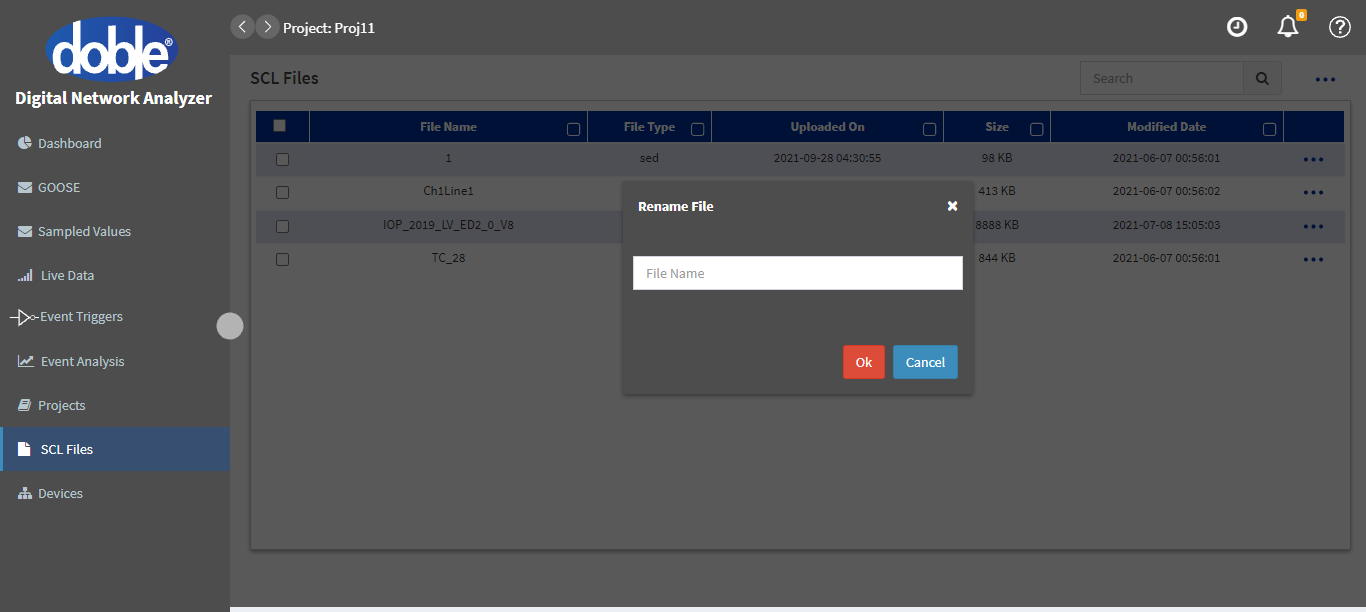 doble®
Digital Network Analyzer
Dashboard
GOOSE
Sampled Values
Live Data
Event Triggers
Event Analysis
Projects
SCL Files
Devices
Project: Proj11
0
SCL Files
Search
File Name File Type Uploaded On Size Modified Date
1 sed 2021-09-28 04:30:55 98 KB 2021-06-07 00:56:01
Ch1Line1 413 KB 2021-06-07 00:56:02
IOP_2019_LV_ED2_0_V8 8888 KB 2021-07-08 15:05:03
TC_28 844 KB 2021-06-07 00:56:01
Rename File
File Name
Ok Cancel